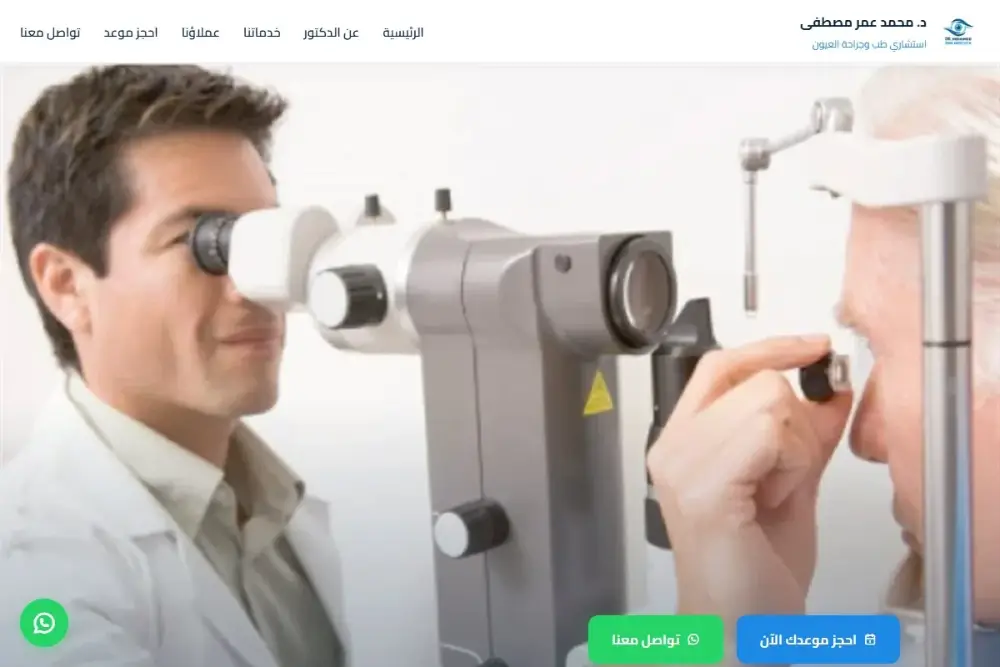 د. محمد عمر مصطفى
استشاري طب وجراحة العيون
الرئيسية
عن الدكتور
خدماتنا
عملاؤنا
احجز موعد
تواصل معنا
احجز موعدك الآن
تواصل معنا